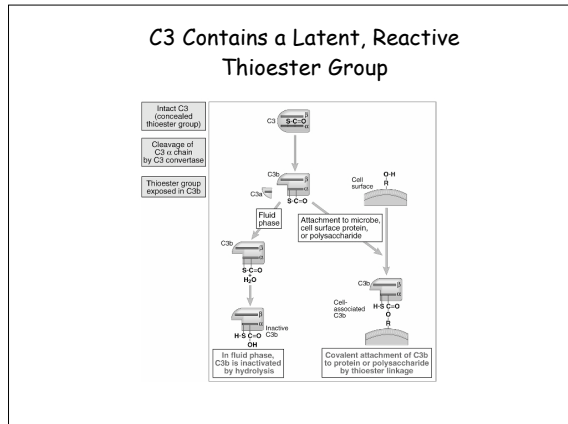 C3 Contains a Latent, Reactive
Thioester Group
Intact C3
(concealed
thioester group)
Cleavage of
C3 α chain
by C3 convertase
Thioester group
exposed in C3b
C3
β
S-C=O
α
C3b
β
α
C3a
S-C=O
Cell
surface
O-H
R
Fluid
phase
Attachment to microbe,
cell surface protein,
or polysaccharide
C3b
β
α
S-C=O
+
H2O
C3b
β
α
H-S C=O
OH
Inactive
C3b
C3b
β
α
H-S C=O
O
R
Cell-
associated
C3b
In fluid phase,
C3b is inactivated
by hydrolysis
Covalent attachment of C3b
to protein or polysaccharide
by thioester linkage